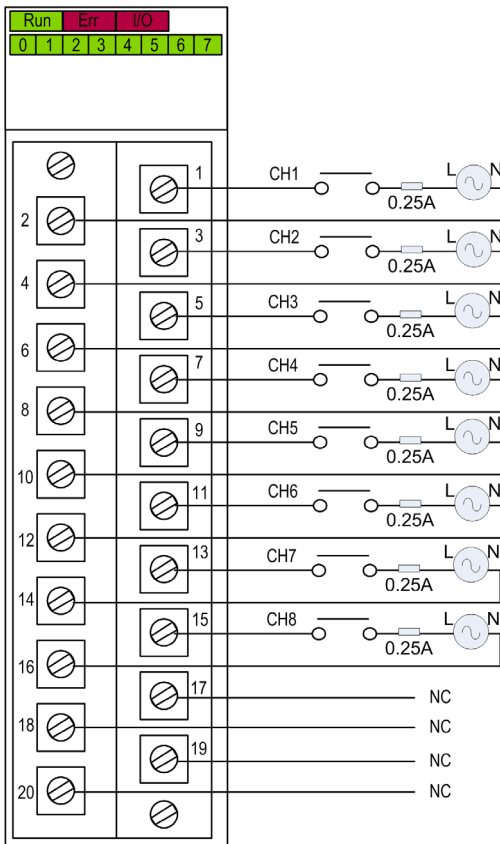 Run Err I/O
0 1 2 3 4 5 6 7
1 CH1 L N
0.25A
2
3 CH2 L N
0.25A
4
5 CH3 L N
0.25A
6
7 CH4 L N
0.25A
8
9 CH5 L N
0.25A
10
11 CH6 L N
0.25A
12
13 CH7 L N
0.25A
14
15 CH8 L N
0.25A
16
17 NC
18 NC
19 NC
20 NC